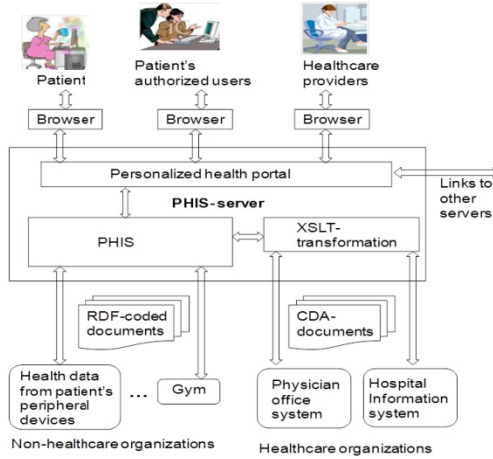 Patient
Patient's
authorized users
Healthcare
providers
Browser
Browser
Browser
Personalized health portal
Links to
other
servers
PHIS-server
PHIS
XSLT-
transformation
RDF-coded
documents
CDA-
documents
Health data
from patient's
peripheral
devices
...
Gym
Physician
office
system
Hospital
Information
system
Non-healthcare organizations
Healthcare organizations